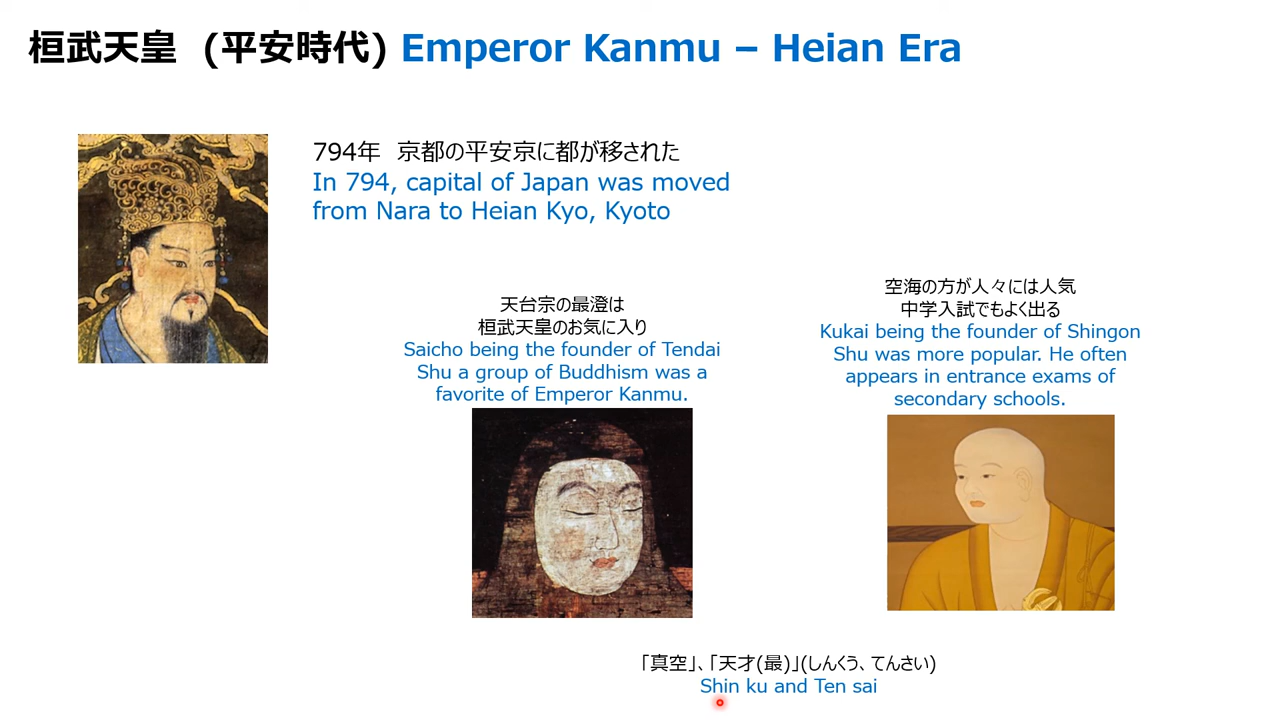 桓武天皇 (平安時代) Emperor Kanmu – Heian Era
794年 京都の平安京に都が移された
In 794, capital of Japan was moved
from Nara to Heian Kyo, Kyoto
天台宗の最澄は
桓武天皇のお気に入り
Saicho being the founder of Tendai
Shu a group of Buddhism was a
favorite of Emperor Kanmu.
空海の方が人々には人気
中学入試でもよく出る
Kukai being the founder of Shingon
Shu was more popular. He often
appears in entrance exams of
secondary schools.
「真空」、「天才(最)」(しんくう、てんさい)
Shin ku and Ten sai